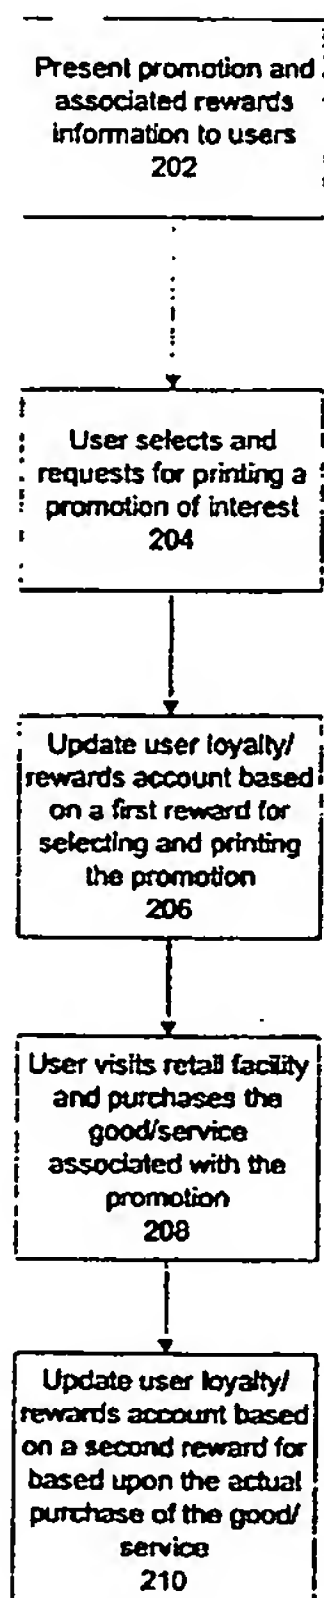 Present promotion and
associated rewards
information to users
202
User selects and
requests for printing a
promotion of interest
204
Update user loyalty/
rewards account based
on a first reward for
selecting and printing
the promotion
206
User visits retail facility
and purchases the
good/service
associated with the
promotion
208
Update user loyalty/
rewards account based
on a second reward for
based upon the actual
purchase of the good/
service
210